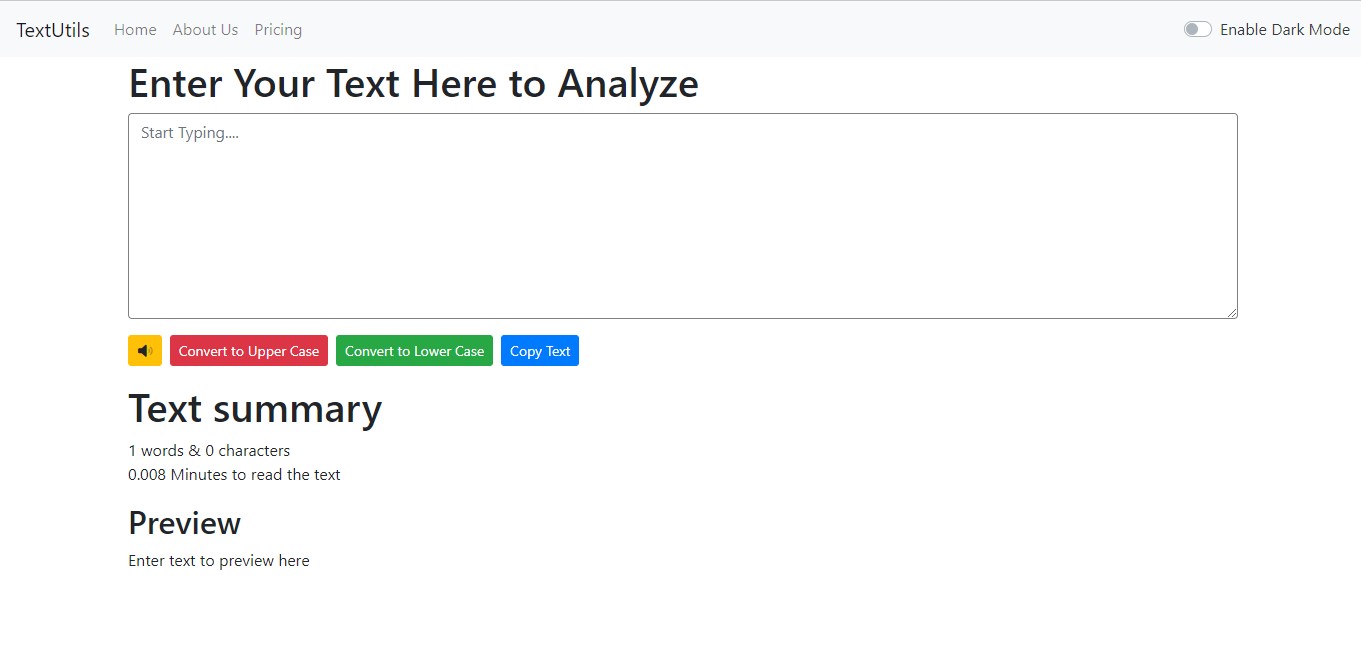 TextUtils Home About Us Pricing Enable Dark Mode
Enter Your Text Here to Analyze
Start Typing....
Convert to Upper Case Convert to Lower Case Copy Text
Text summary
1 words & 0 characters
0.008 Minutes to read the text
Preview
Enter text to preview here